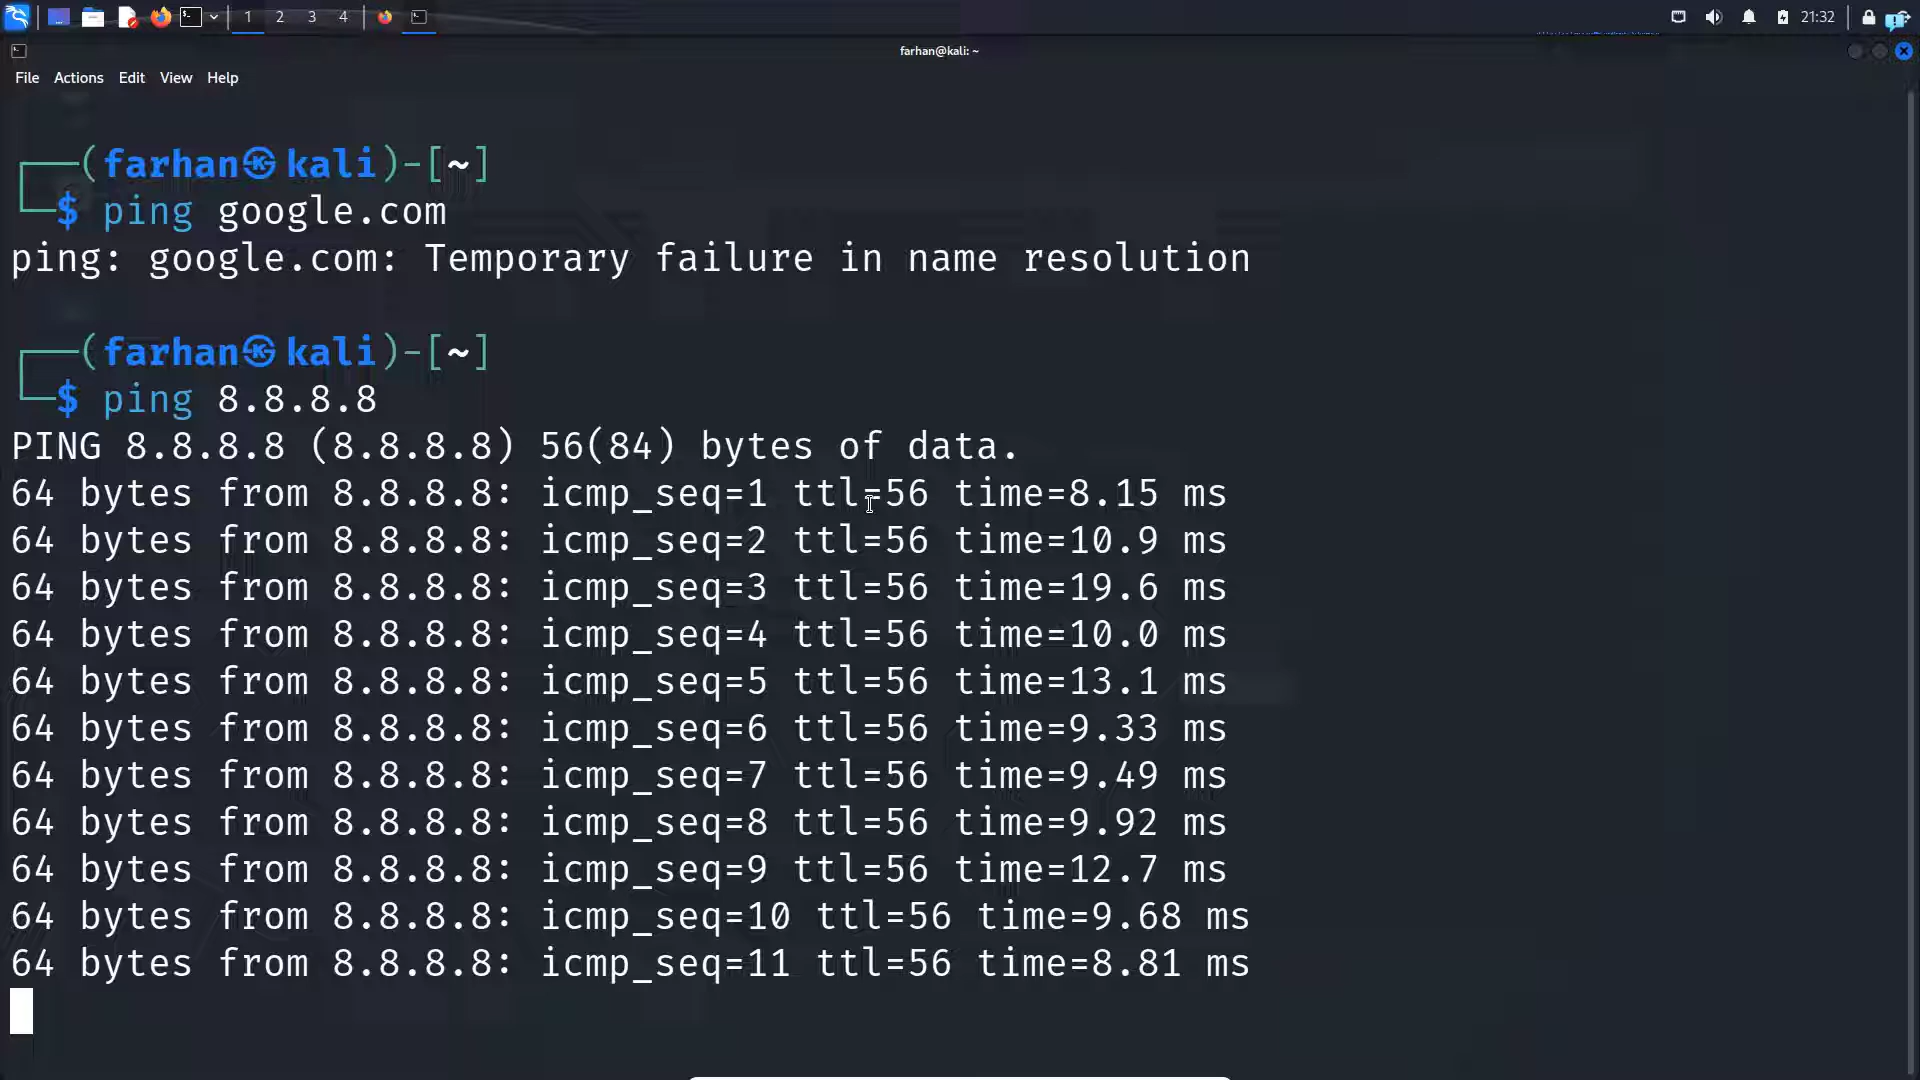 1 2 3 4 21:32
farhan@kali: ~
File Actions Edit View Help
┌──(farhan㉿kali)-[~]
└─$ ping google.com
ping: google.com: Temporary failure in name resolution
┌──(farhan㉿kali)-[~]
└─$ ping 8.8.8.8
PING 8.8.8.8 (8.8.8.8) 56(84) bytes of data.
64 bytes from 8.8.8.8: icmp_seq=1 ttl=56 time=8.15 ms
64 bytes from 8.8.8.8: icmp_seq=2 ttl=56 time=10.9 ms
64 bytes from 8.8.8.8: icmp_seq=3 ttl=56 time=19.6 ms
64 bytes from 8.8.8.8: icmp_seq=4 ttl=56 time=10.0 ms
64 bytes from 8.8.8.8: icmp_seq=5 ttl=56 time=13.1 ms
64 bytes from 8.8.8.8: icmp_seq=6 ttl=56 time=9.33 ms
64 bytes from 8.8.8.8: icmp_seq=7 ttl=56 time=9.49 ms
64 bytes from 8.8.8.8: icmp_seq=8 ttl=56 time=9.92 ms
64 bytes from 8.8.8.8: icmp_seq=9 ttl=56 time=12.7 ms
64 bytes from 8.8.8.8: icmp_seq=10 ttl=56 time=9.68 ms
64 bytes from 8.8.8.8: icmp_seq=11 ttl=56 time=8.81 ms